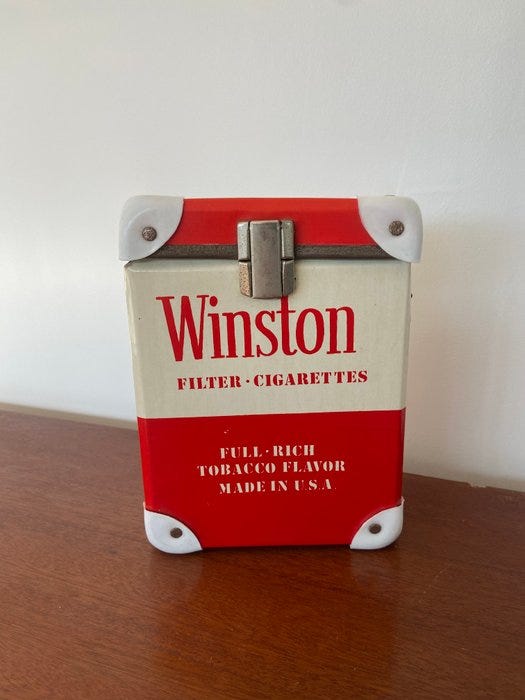 Winston
FILTER · CIGARETTES
FULL · RICH
TOBACCO FLAVOR
MADE IN U.S.A.